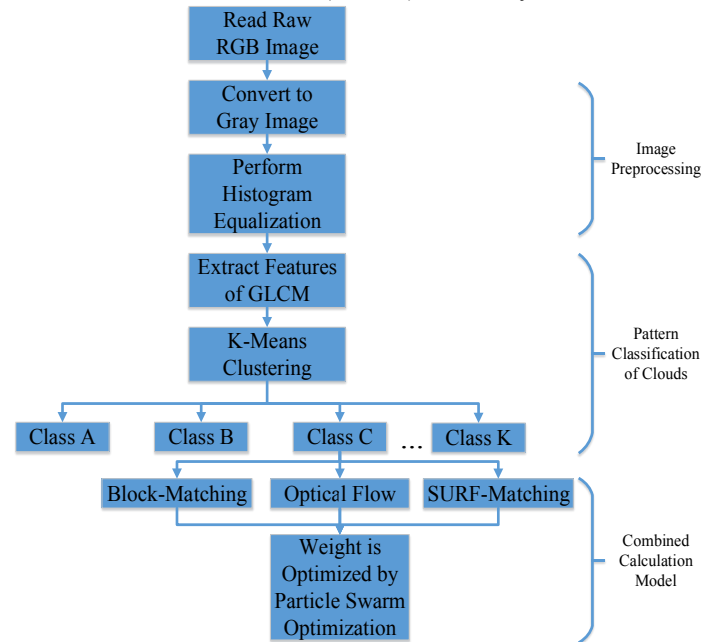 Read Raw
RGB Image
Convert to
Gray Image
Perform
Histogram
Equalization
Image
Preprocessing
Extract Features
of GLCM
K-Means
Clustering
Pattern
Classification
of Clouds
Class A
Class B
Class C
...
Class K
Block-Matching
Optical Flow
SURF-Matching
Weight is
Optimized by
Particle Swarm
Optimization
Combined
Calculation
Model